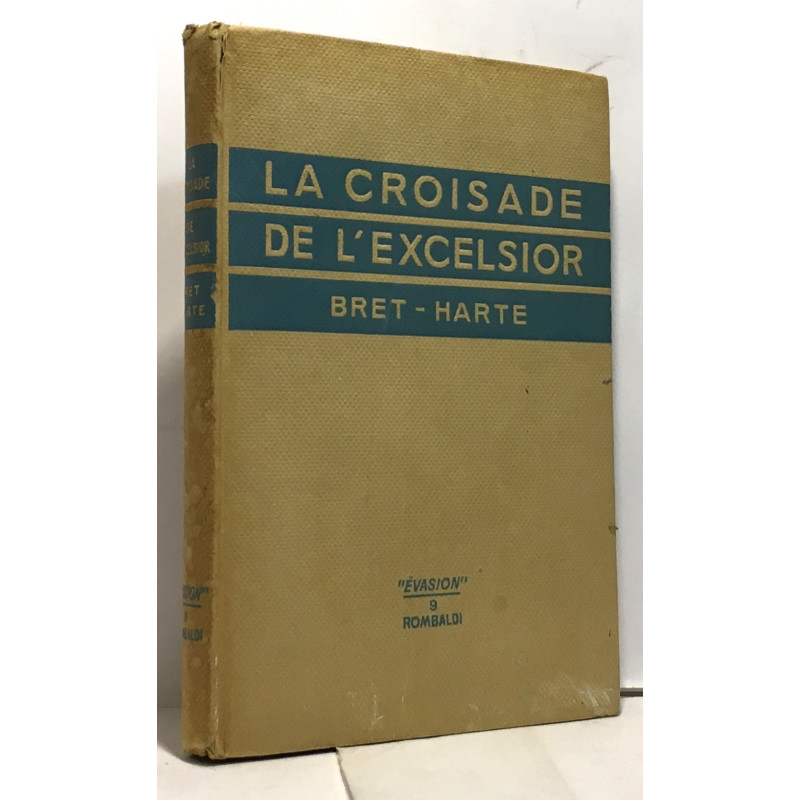 LA CROISADE
DE L'EXCELSIOR
BRET - HARTE
"ÉVASION"
9
ROMBALDI